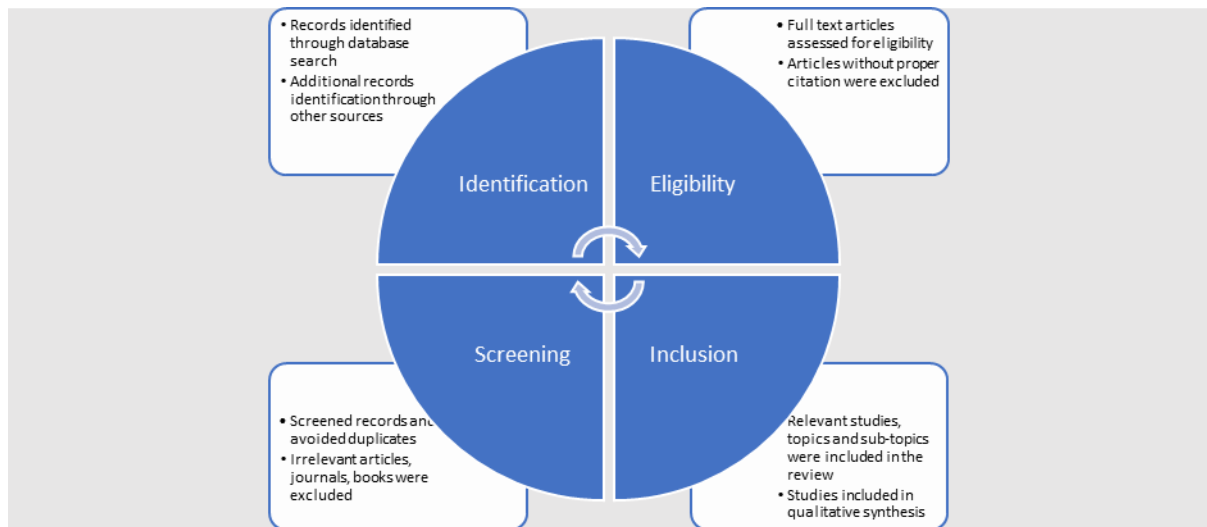 • Records identified
through database
search
• Additional records
identification through
other sources
• Full text articles
assessed for eligibility
• Articles without proper
citation were excluded
Identification
Eligibility
Screening
Inclusion
• Screened records and
avoided duplicates
• Irrelevant articles,
journals, books were
excluded
Relevant studies,
topics and sub-topics
were included in the
review
• Studies included in
qualitative synthesis